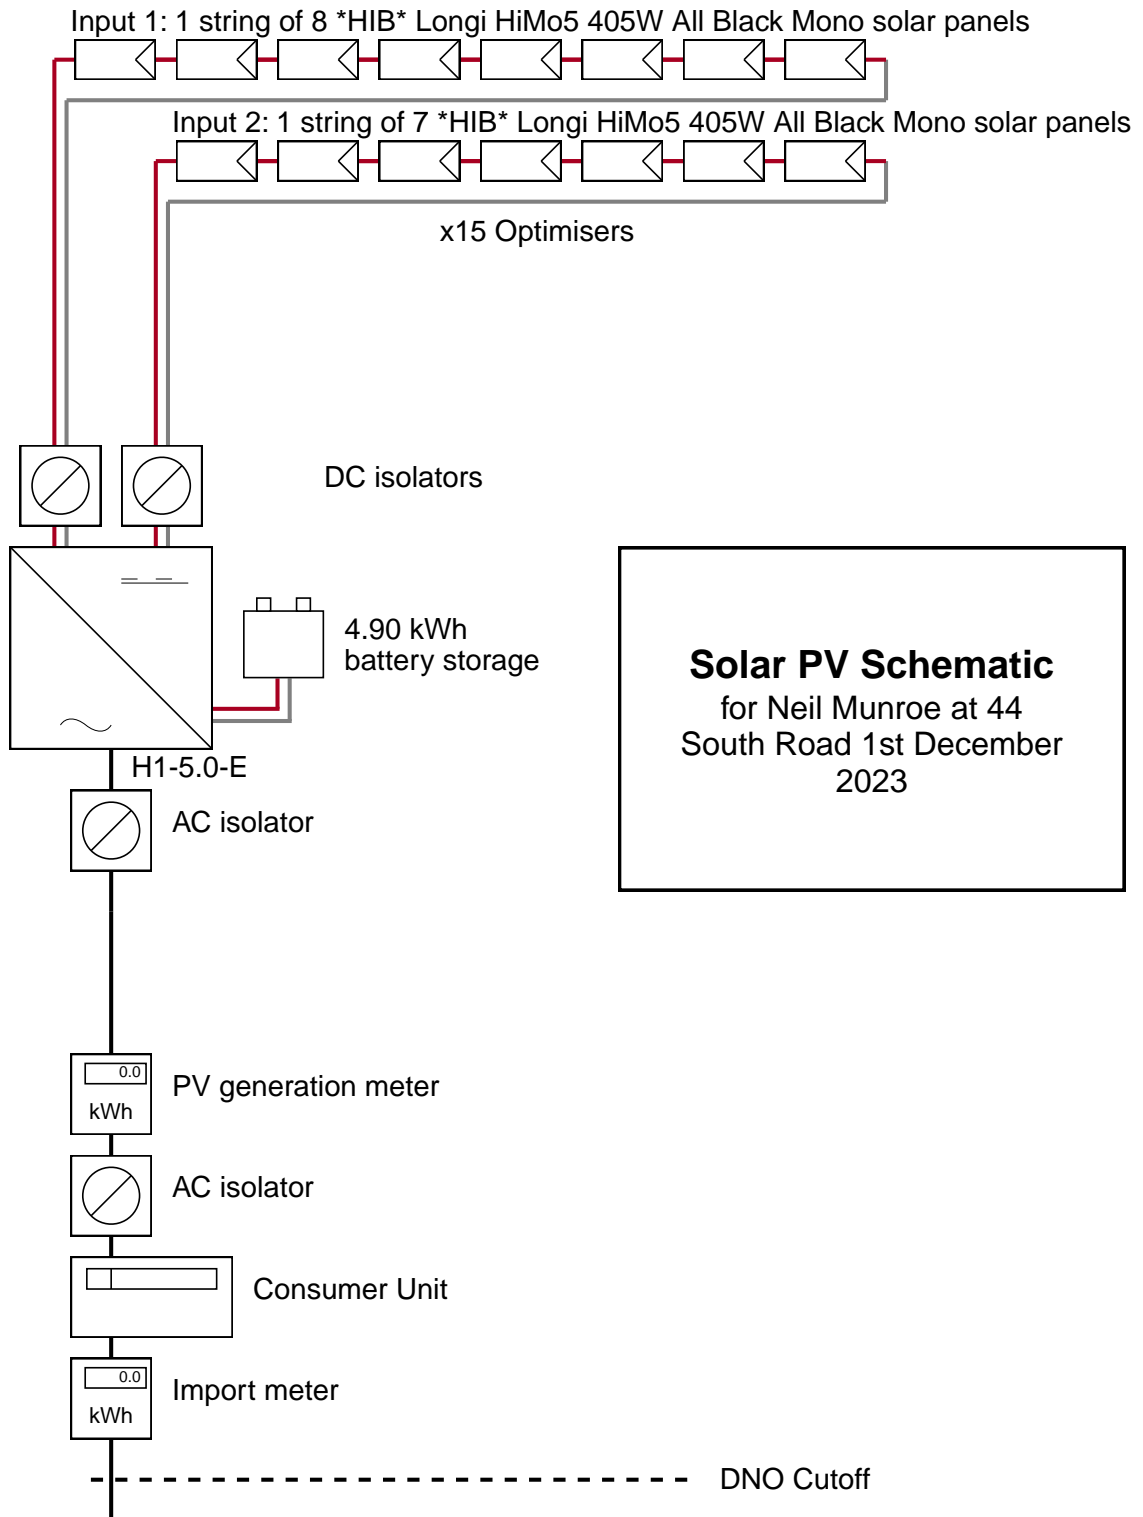 Input 1: 1 string of 8 *HIB* Longi HiMo5 405W All Black Mono solar panels
Input 2: 1 string of 7 *HIB* Longi HiMo5 405W All Black Mono solar panels
x15 Optimisers
DC isolators
4.90 kWh
battery storage
Solar PV Schematic
for Neil Munroe at 44
South Road 1st December
2023
H1-5.0-E
AC isolator
0.0
kWh
PV generation meter
AC isolator
Consumer Unit
0.0
kWh
Import meter
DNO Cutoff